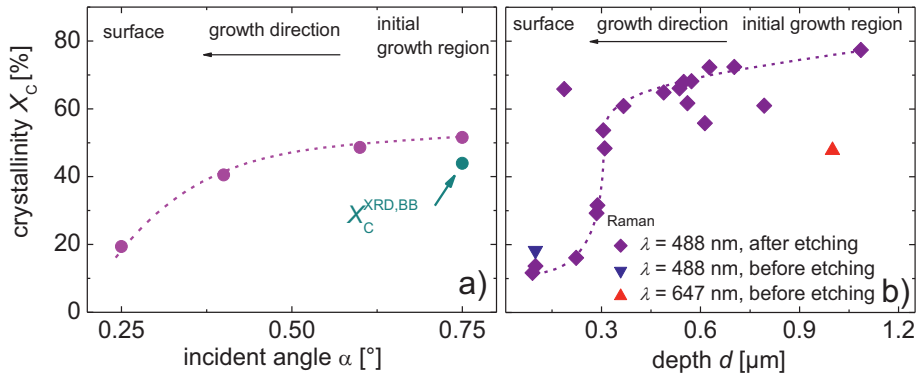 a)
b)
surface
growth direction
initial
growth region
surface
growth direction
initial growth region
crystallinity X_C [%]
80
60
40
20
0
X_C^XRD,BB
Raman
λ = 488 nm, after etching
λ = 488 nm, before etching
λ = 647 nm, before etching
0.25
0.50
0.75
0.3
0.6
0.9
1.2
incident angle α [°]
depth d [µm]